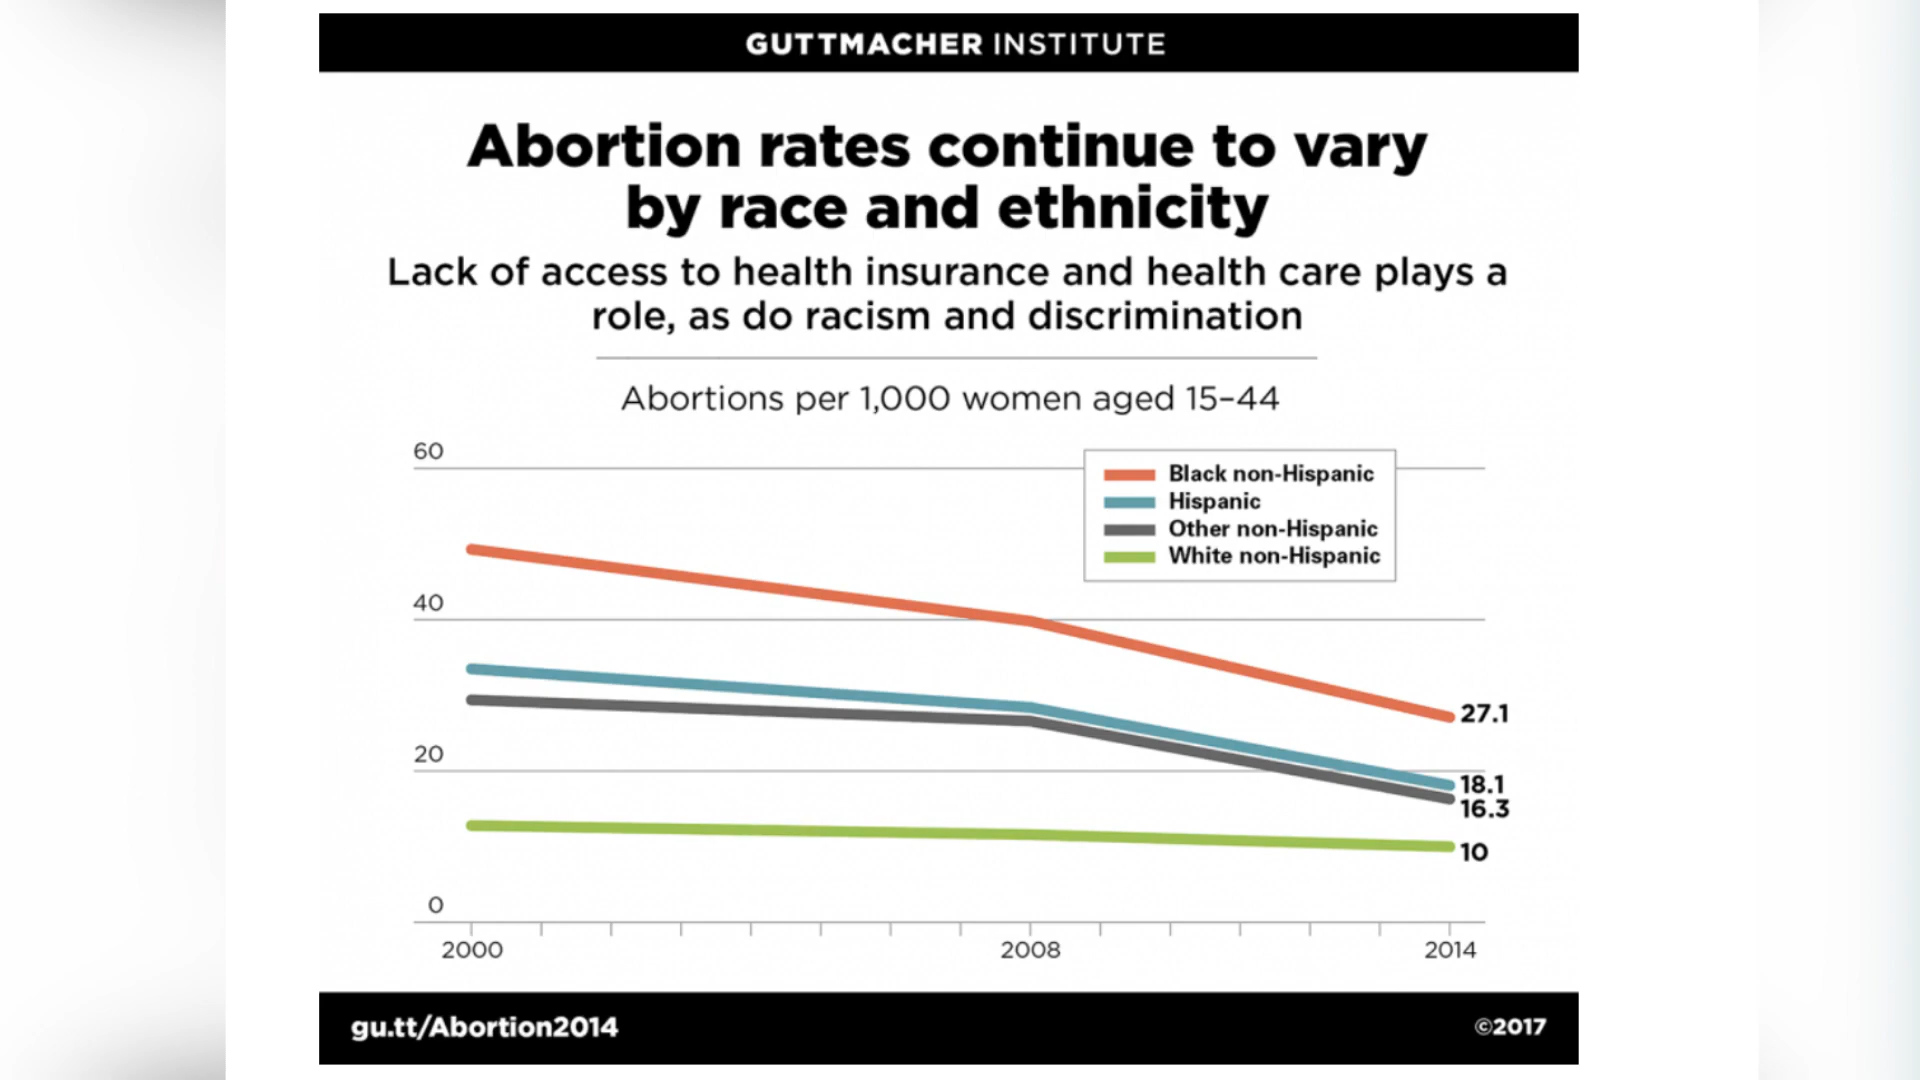 GUTTMACHER INSTITUTE
Abortion rates continue to vary
by race and ethnicity
Lack of access to health insurance and health care plays a
role, as do racism and discrimination
Abortions per 1,000 women aged 15–44
60
Black non-Hispanic
Hispanic
Other non-Hispanic
White non-Hispanic
40
27.1
20
18.1
16.3
10
0
2000 2008 2014
gu.tt/Abortion2014 ©2017